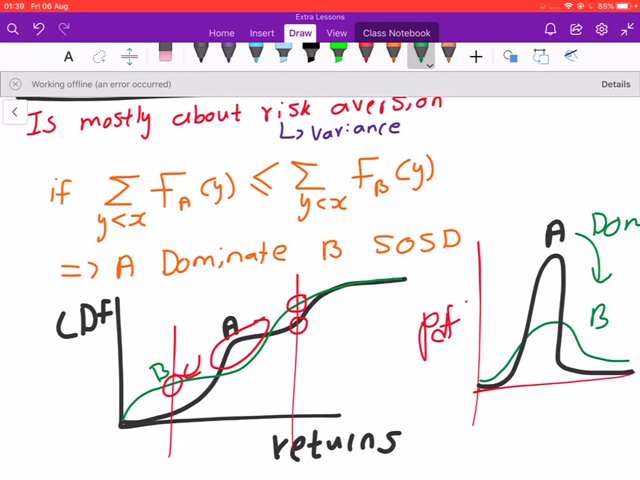 01:39 Fri 06 Aug
Extra Lessons
85%
Home Insert Draw View Class Notebook
A
Working offline (an error occurred)
Details
Is mostly about risk aversion
↳ variance
if ∑ F_A(y) ≤ ∑ F_B(y)
y<x y<x
=> A Dominate B SOSD
CDf
B
A
returns
Pdf
A
Dom
B